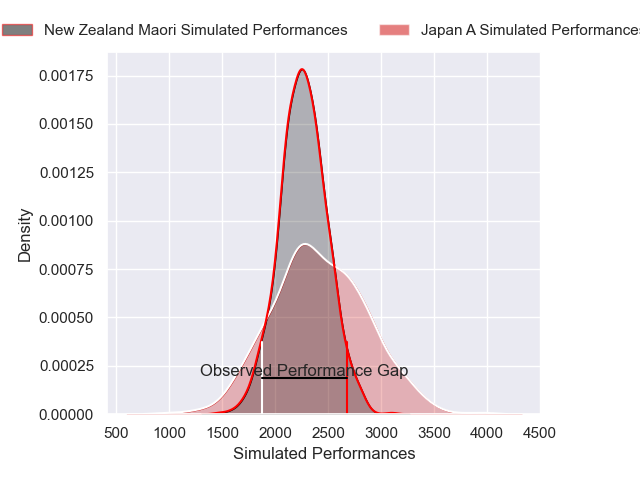 New Zealand Maori Simulated Performances
Japan A Simulated Performances
0.00175
0.00150
0.00125
0.00100
0.00075
0.00050
0.00025
0.00000
Density
Observed Performance Gap
500 1000 1500 2000 2500 3000 3500 4000 4500
Simulated Performances